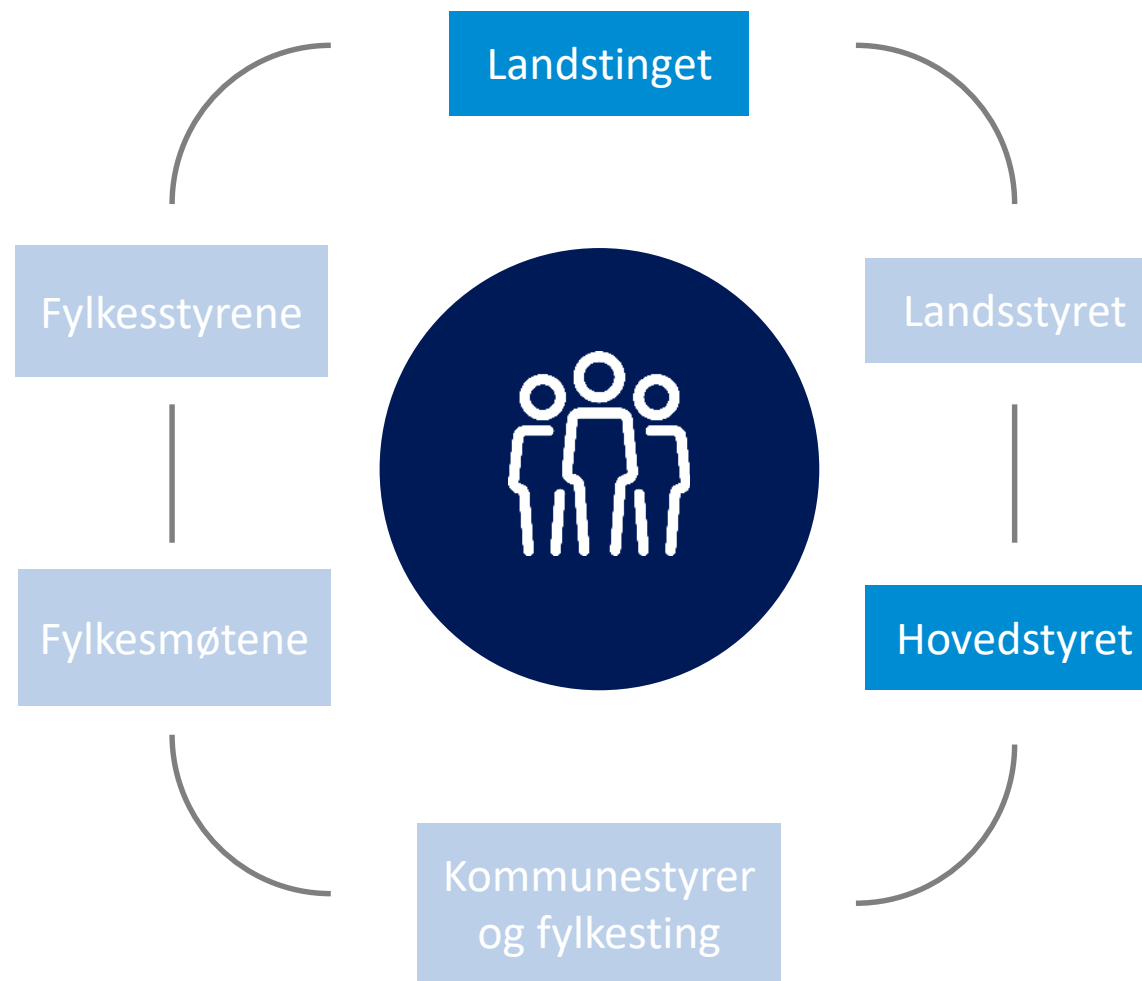 Landstinget
Fylkesstyrene
Landsstyret
Fylkesmøtene
Hovedstyret
Kommunestyrer
og fylkesting